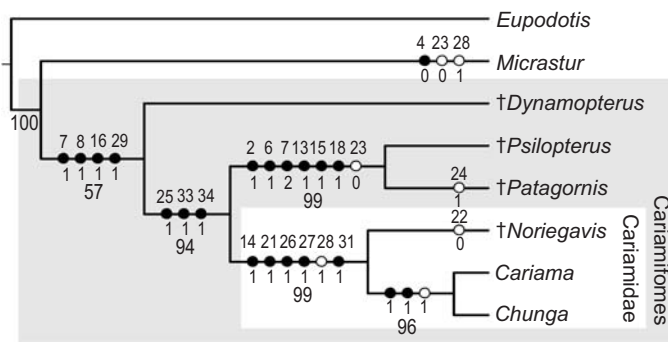 Eupodotis
4 23 28
0 0 1
Micrastur
100
7 8 16 29
1 1 1 1
57
†Dynamopterus
2 6 7 13 15 18 23
1 1 2 1 1 1 0
99
†Psilopterus
24
1
†Patagornis
25 33 34
1 1 1
94
22
0
†Noriegavis
14 21 26 27 28 31
1 1 1 1 1 1
99
Cariama
1 1 1
96
Chunga
Cariamidae
Cariamiformes